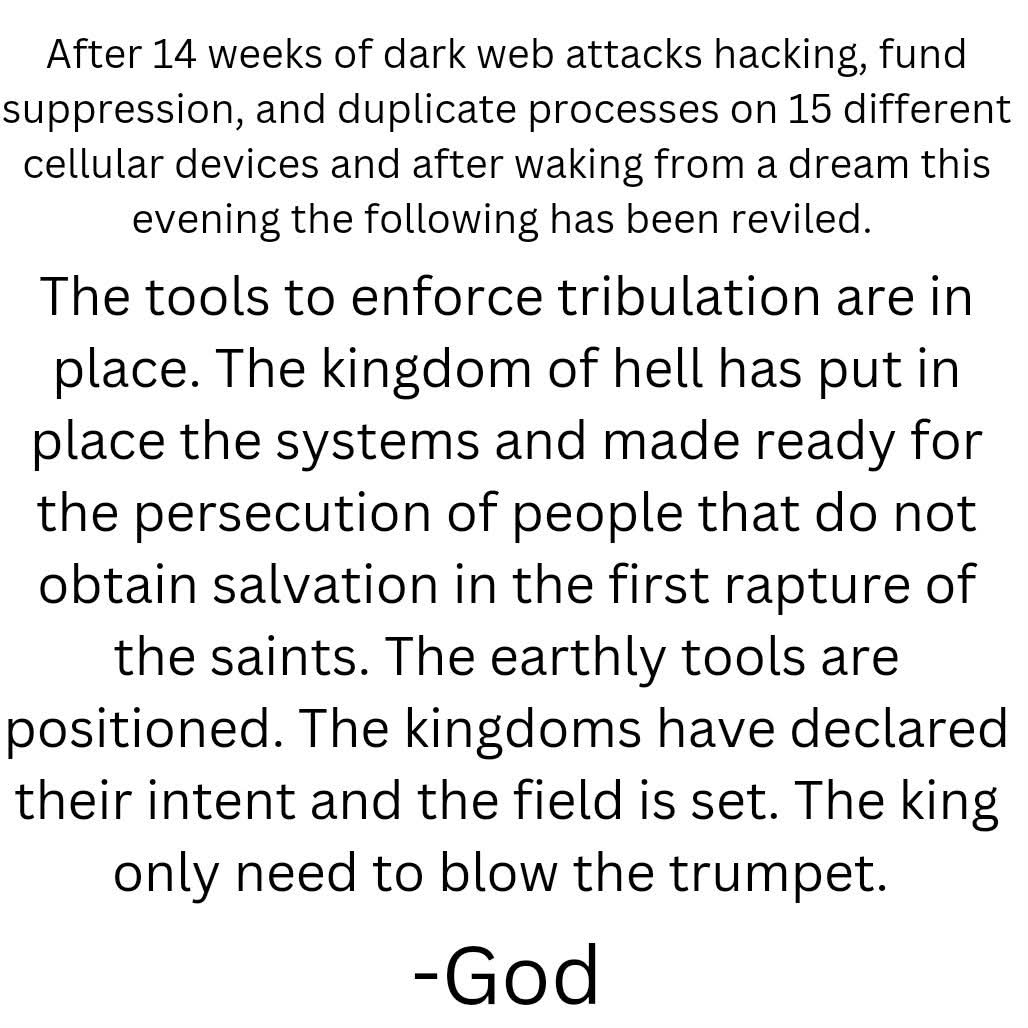 After 14 weeks of dark web attacks hacking, fund
suppression, and duplicate processes on 15 different
cellular devices and after waking from a dream this
evening the following has been reviled.
The tools to enforce tribulation are in
place. The kingdom of hell has put in
place the systems and made ready for
the persecution of people that do not
obtain salvation in the first rapture of
the saints. The earthly tools are
positioned. The kingdoms have declared
their intent and the field is set. The king
only need to blow the trumpet.
-God